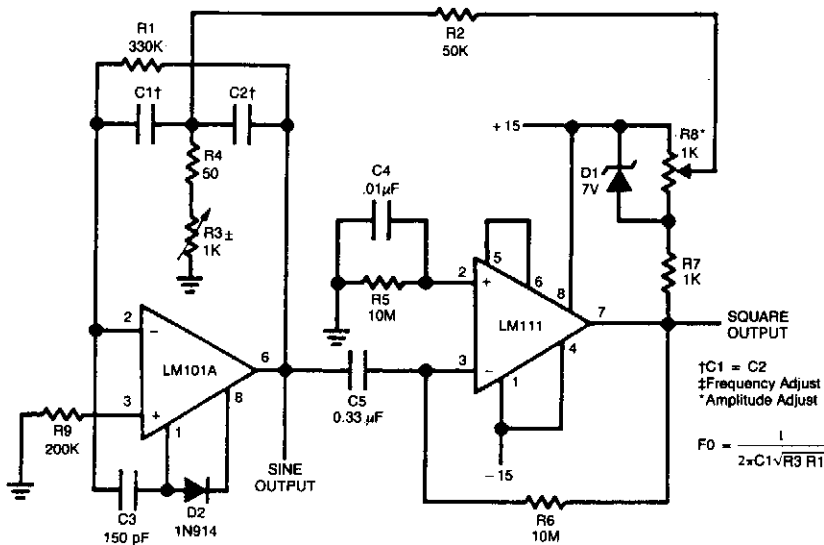 R1
330K
R2
50K
C1†
C2†
R4
50
R3±
1K
C4
.01µF
R5
10M
+15
D1
7V
R8*
1K
R7
1K
5
6
2
+
8
7
LM111
3
−
4
1
−15
SQUARE
OUTPUT
2
−
LM101A
6
3
+
8
1
R9
200K
C5
0.33 µF
SINE
OUTPUT
C3
150 pF
D2
1N914
R6
10M
†C1 = C2
‡Frequency Adjust
*Amplitude Adjust
F0 = 1
2πC1√R3 R1